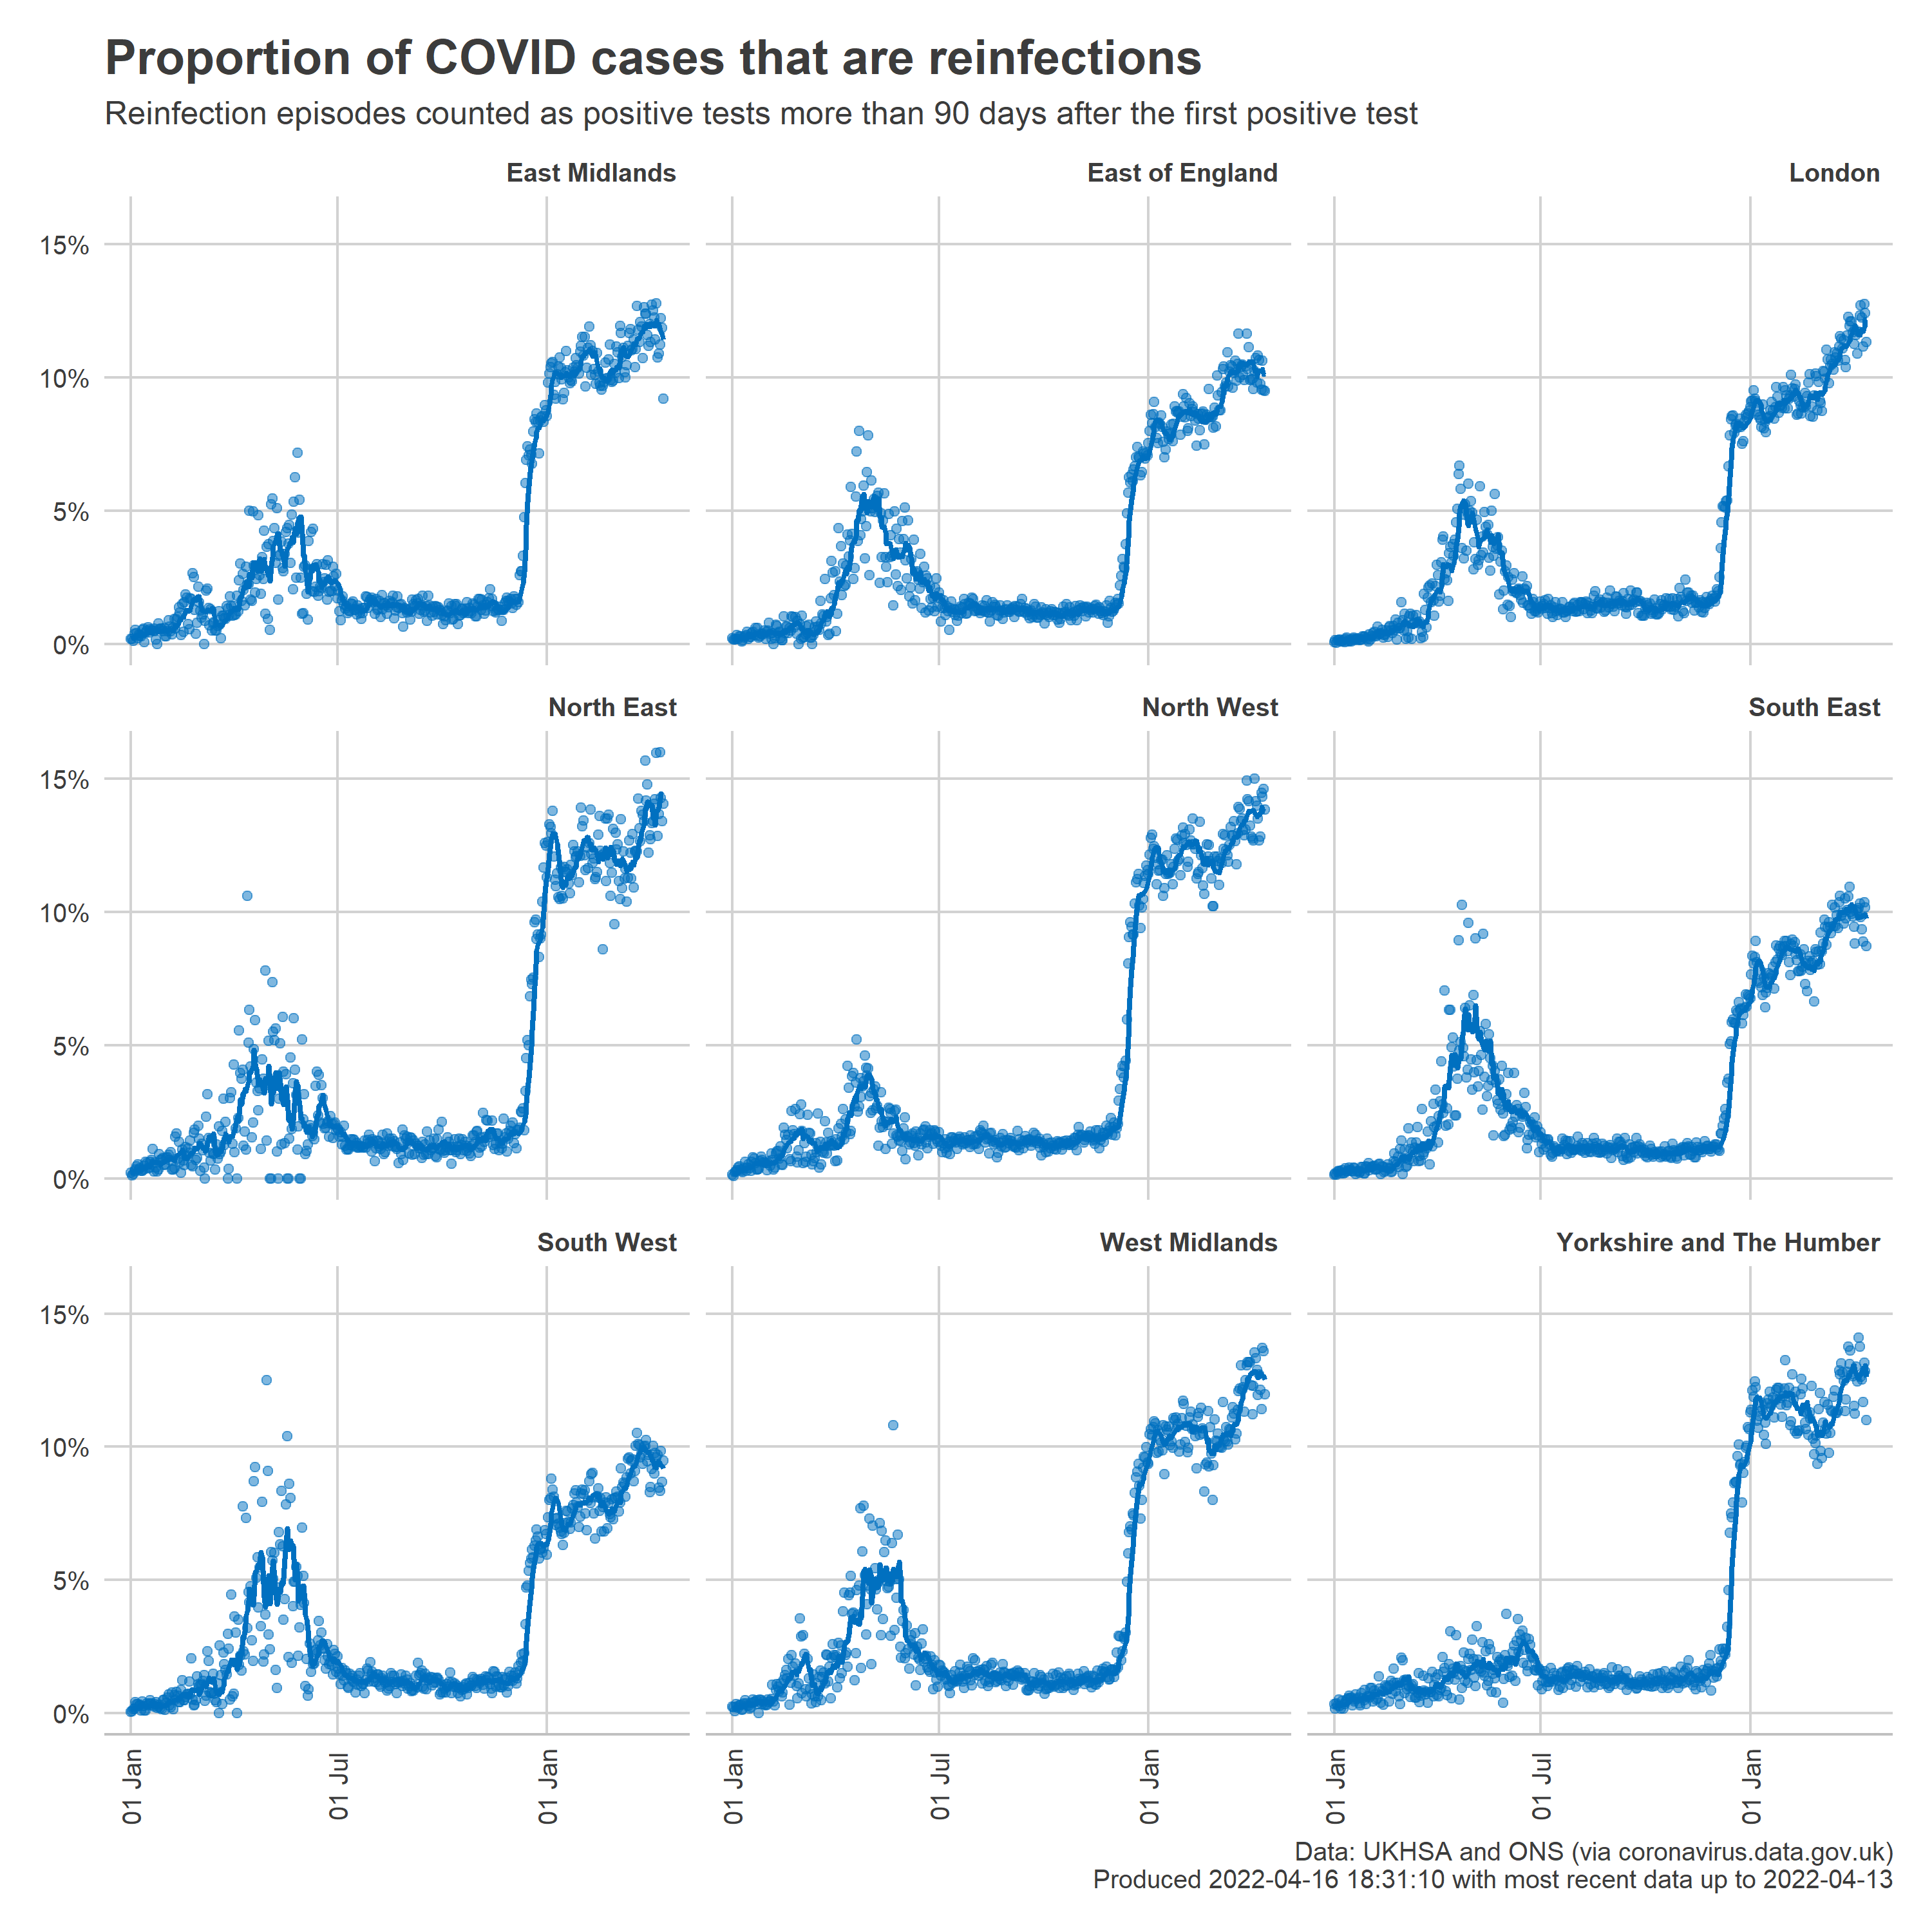 Proportion of COVID cases that are reinfections
Reinfection episodes counted as positive tests more than 90 days after the first positive test
East Midlands
East of England
London
15%
10%
5%
0%
North East
North West
South East
15%
10%
5%
0%
South West
West Midlands
Yorkshire and The Humber
15%
10%
5%
0%
01 Jan
01 Jul
01 Jan
01 Jan
01 Jul
01 Jan
01 Jan
01 Jul
01 Jan
Data: UKHSA and ONS (via coronavirus.data.gov.uk)
Produced 2022-04-16 18:31:10 with most recent data up to 2022-04-13